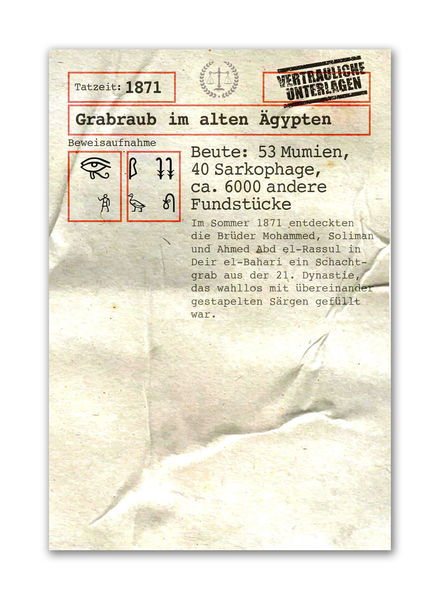 Tatzeit: 1871
VERTRAULICHE
UNTERLAGEN
Grabraub im alten Ägypten
Beweisaufnahme
Beute: 53 Mumien,
40 Sarkophage,
ca. 6000 andere
Fundstücke
Im Sommer 1871 entdeckten
die Brüder Mohammed, Soliman
und Ahmed Abd el-Rassul in
Deir el-Bahari ein Schacht-
grab aus der 21. Dynastie,
das wahllos mit übereinander
gestapelten Särgen gefüllt
war.